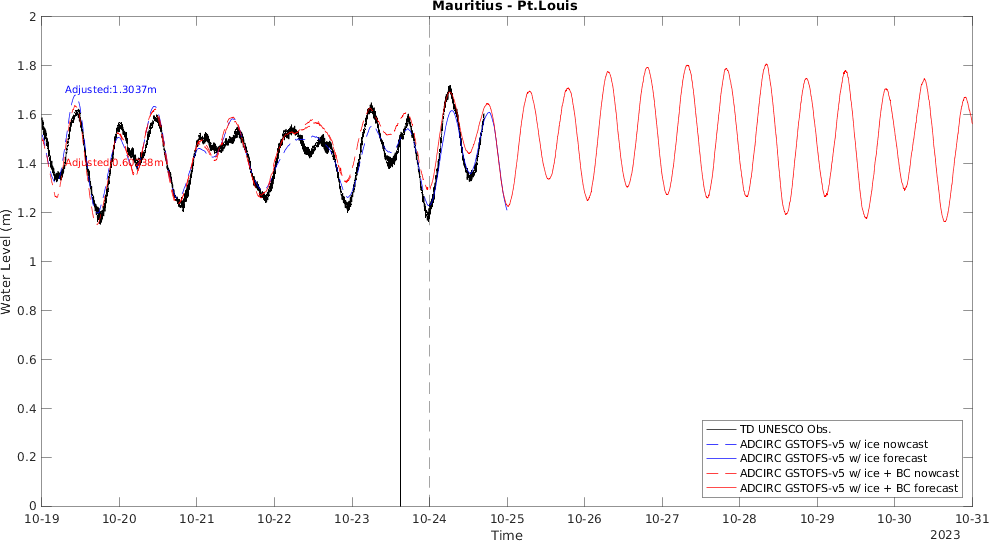 Mauritius - Pt.Louis
2
1.8
1.6
1.4
1.2
1
0.8
0.6
0.4
0.2
0
Water Level (m)
Adjusted:1.3037m
TD UNESCO Obs.
ADCIRC GSTOFS-v5 w/ ice nowcast
ADCIRC GSTOFS-v5 w/ ice forecast
ADCIRC GSTOFS-v5 w/ ice + BC nowcast
ADCIRC GSTOFS-v5 w/ ice + BC forecast
10-19 10-20 10-21 10-22 10-23 10-24 10-25 10-26 10-27 10-28 10-29 10-30 10-31
Time
2023